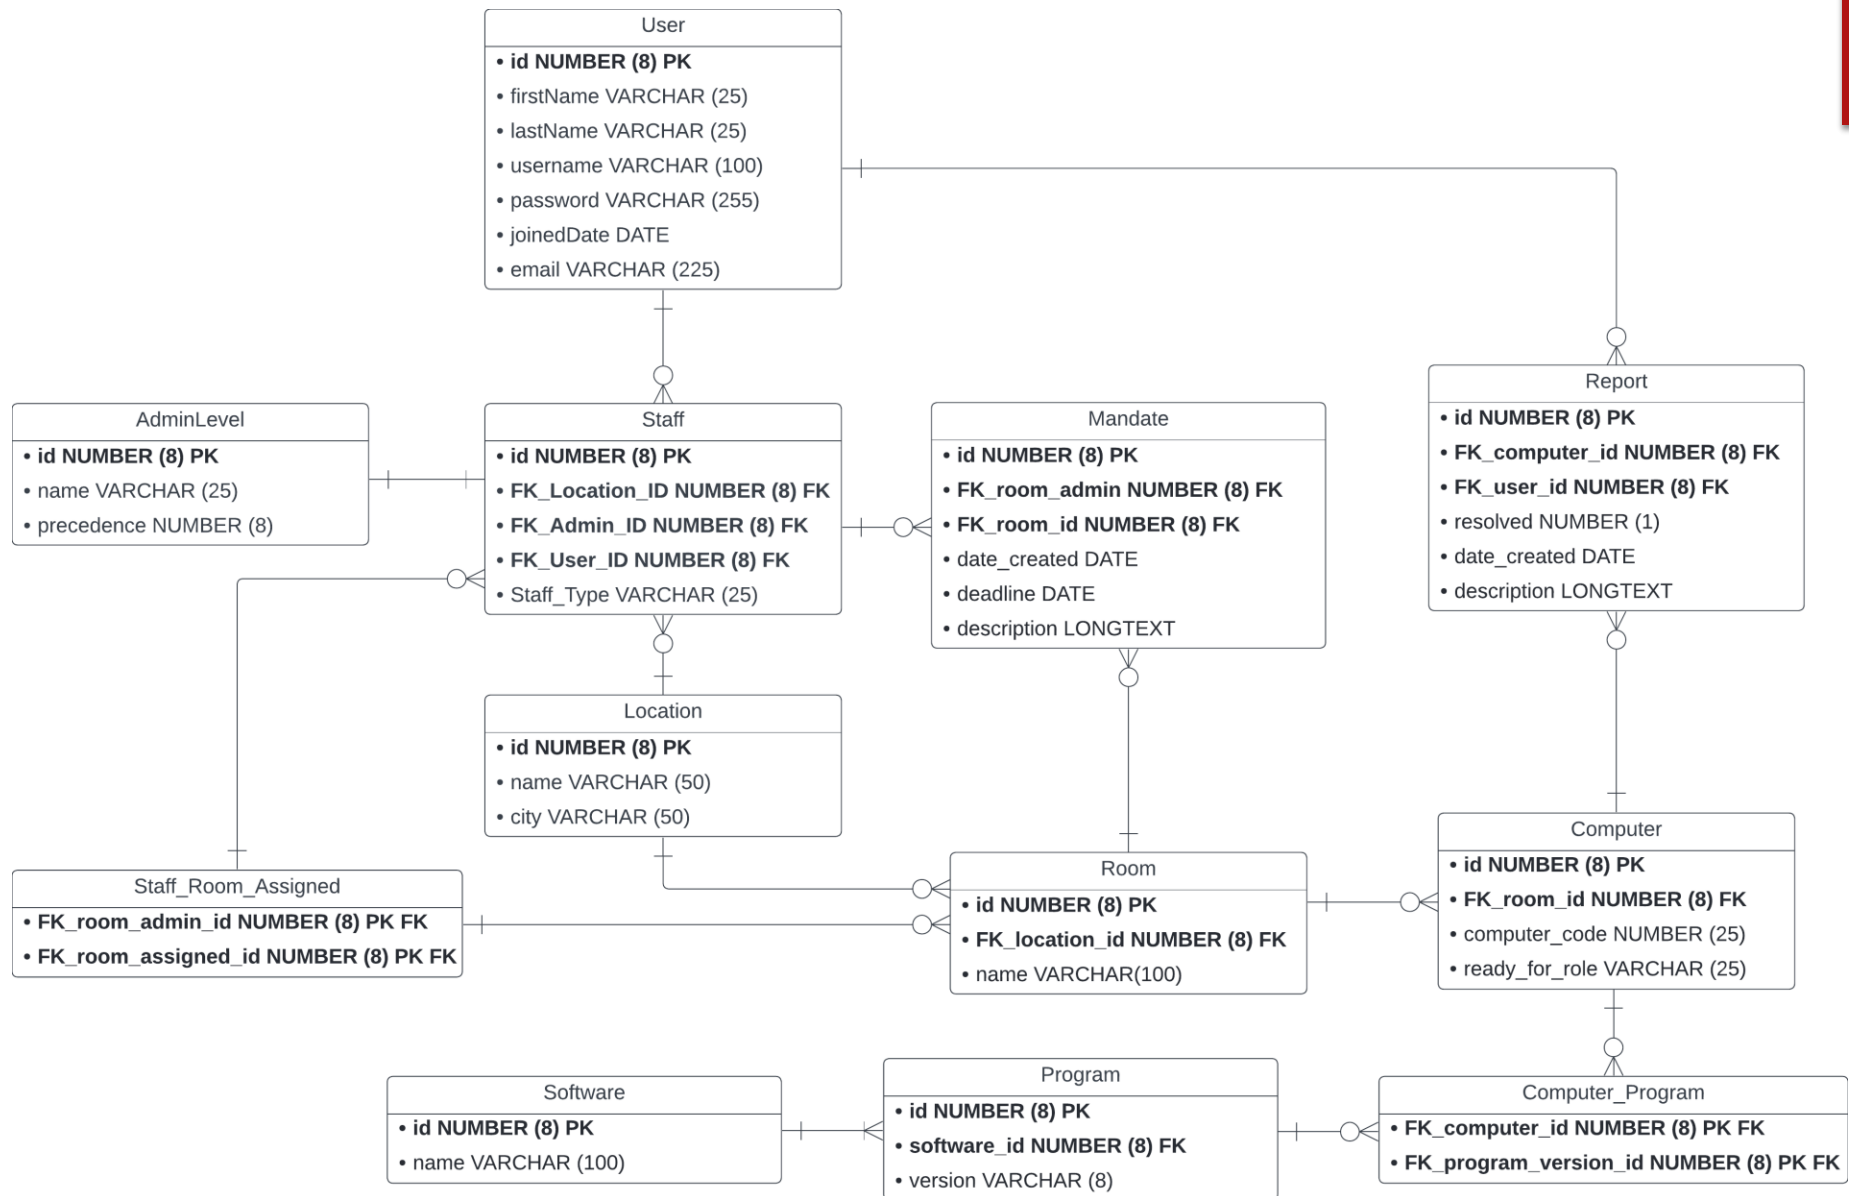 User
• id NUMBER (8) PK
• firstName VARCHAR (25)
• lastName VARCHAR (25)
• username VARCHAR (100)
• password VARCHAR (255)
• joinedDate DATE
• email VARCHAR (225)
AdminLevel
• id NUMBER (8) PK
• name VARCHAR (25)
• precedence NUMBER (8)
Staff
• id NUMBER (8) PK
• FK_Location_ID NUMBER (8) FK
• FK_Admin_ID NUMBER (8) FK
• FK_User_ID NUMBER (8) FK
• Staff_Type VARCHAR (25)
Mandate
• id NUMBER (8) PK
• FK_room_admin NUMBER (8) FK
• FK_room_id NUMBER (8) FK
• date_created DATE
• deadline DATE
• description LONGTEXT
Report
• id NUMBER (8) PK
• FK_computer_id NUMBER (8) FK
• FK_user_id NUMBER (8) FK
• resolved NUMBER (1)
• date_created DATE
• description LONGTEXT
Location
• id NUMBER (8) PK
• name VARCHAR (50)
• city VARCHAR (50)
Staff_Room_Assigned
• FK_room_admin_id NUMBER (8) PK FK
• FK_room_assigned_id NUMBER (8) PK FK
Room
• id NUMBER (8) PK
• FK_location_id NUMBER (8) FK
• name VARCHAR(100)
Computer
• id NUMBER (8) PK
• FK_room_id NUMBER (8) FK
• computer_code NUMBER (25)
• ready_for_role VARCHAR (25)
Software
• id NUMBER (8) PK
• name VARCHAR (100)
Program
• id NUMBER (8) PK
• software_id NUMBER (8) FK
• version VARCHAR (8)
Computer_Program
• FK_computer_id NUMBER (8) PK FK
• FK_program_version_id NUMBER (8) PK FK